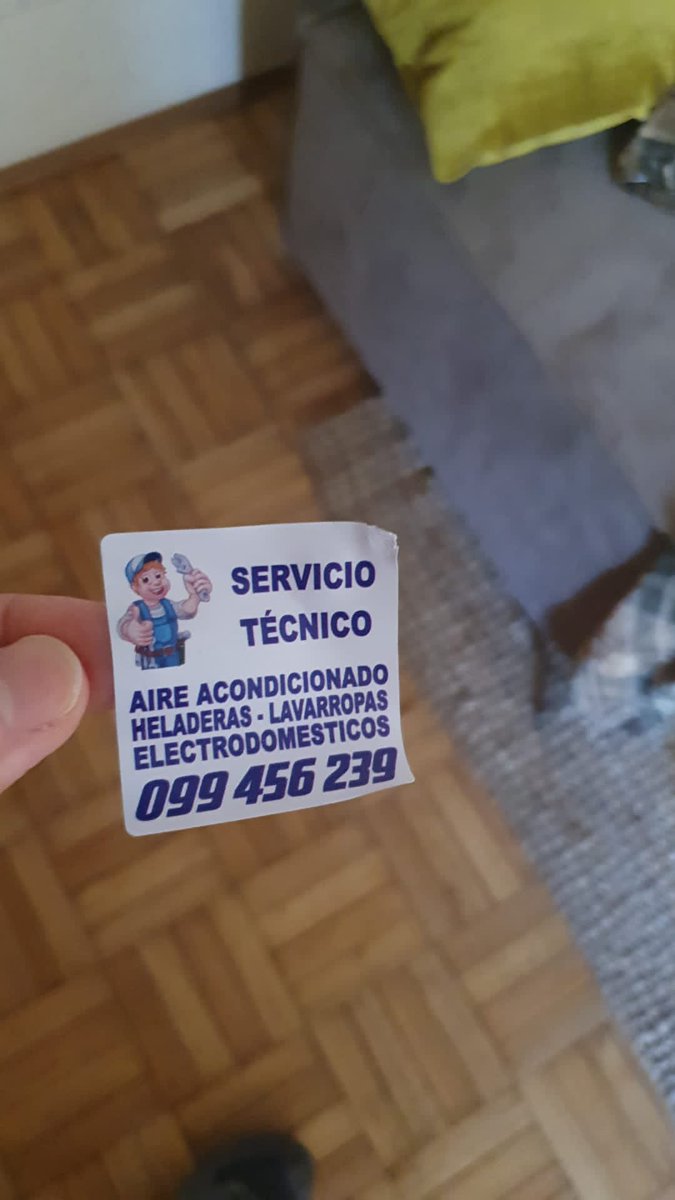 SERVICIO
TÉCNICO
AIRE ACONDICIONADO
HELADERAS - LAVARROPAS
ELECTRODOMESTICOS
099 456 239